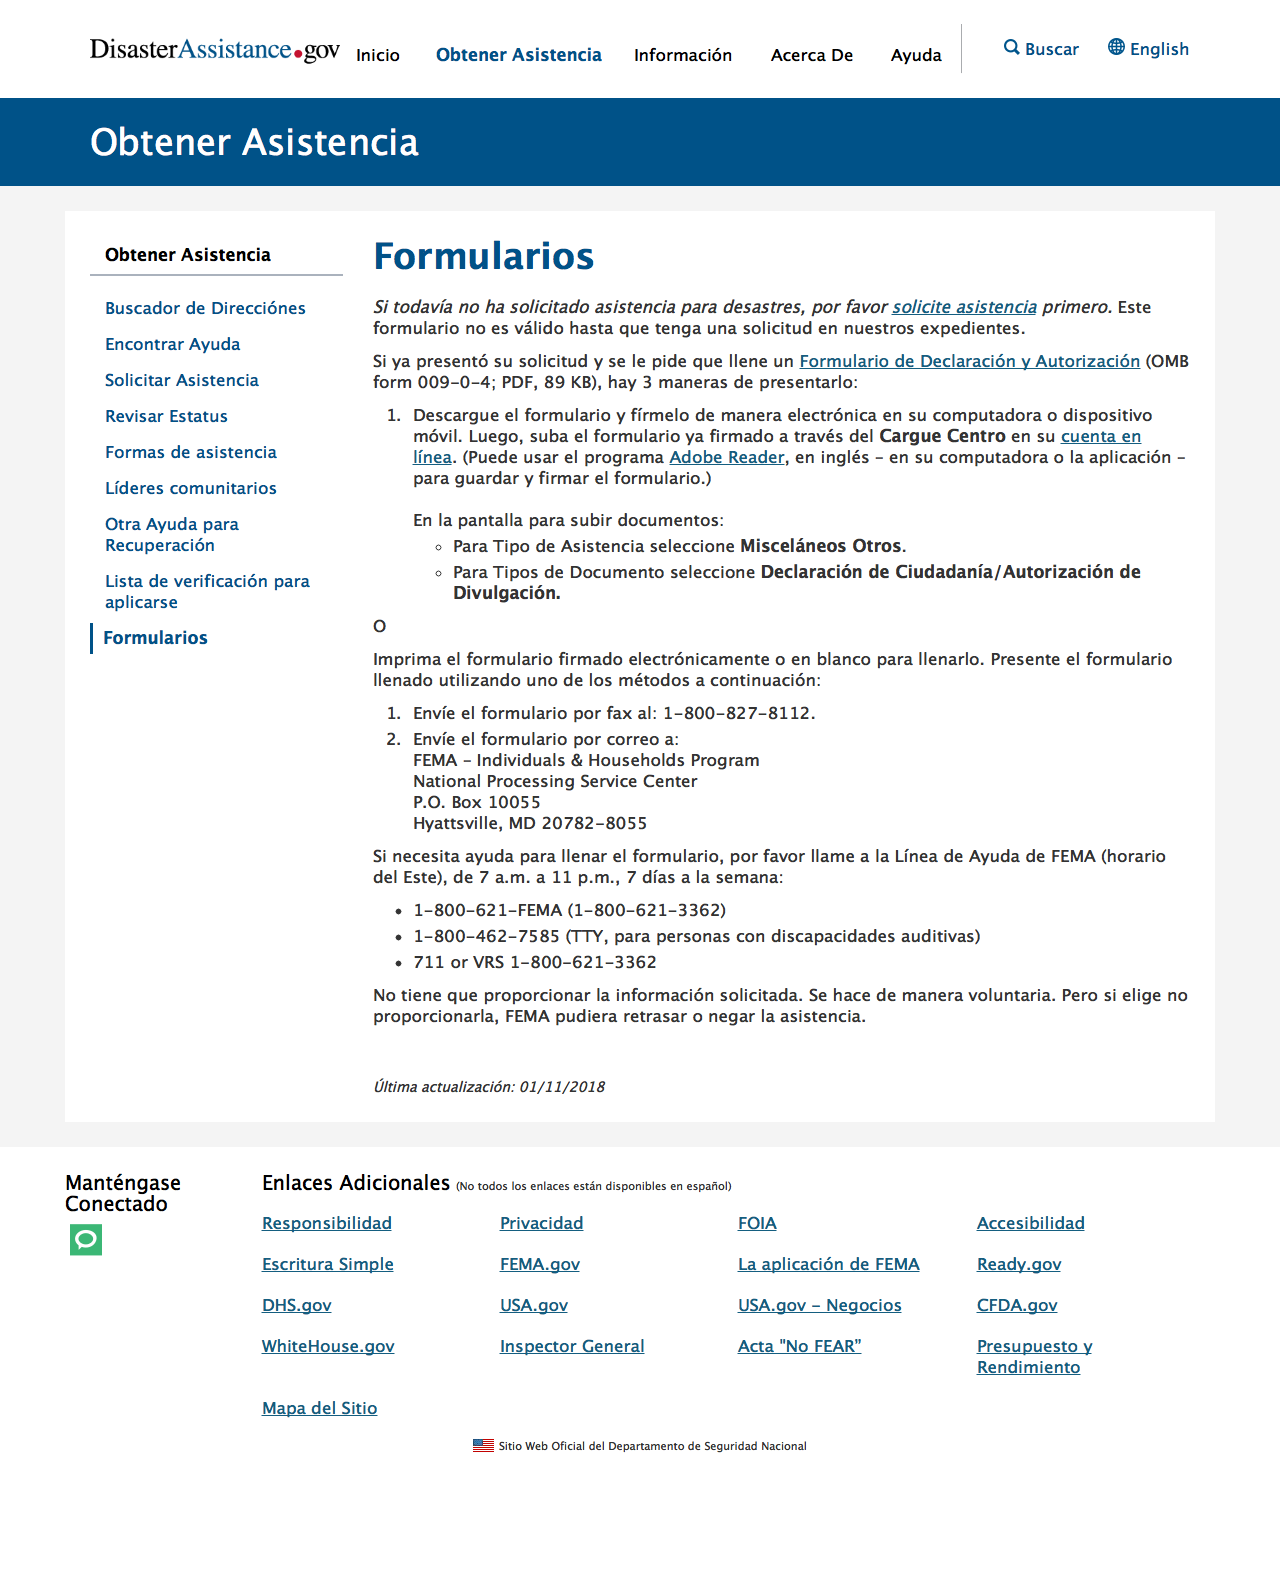 DisasterAssistance.gov
Inicio
Obtener Asistencia
Información
Acerca De
Ayuda
Buscar
English
Obtener Asistencia
Obtener Asistencia
Buscador de Direcciónes
Encontrar Ayuda
Solicitar Asistencia
Revisar Estatus
Formas de asistencia
Líderes comunitarios
Otra Ayuda para
Recuperación
Lista de verificación para
aplicarse
Formularios
Formularios
Si todavía no ha solicitado asistencia para desastres, por favor solicite asistencia primero. Este
formulario no es válido hasta que tenga una solicitud en nuestros expedientes.
Si ya presentó su solicitud y se le pide que llene un Formulario de Declaración y Autorización (OMB
form 009-0-4; PDF, 89 KB), hay 3 maneras de presentarlo:
1. Descargue el formulario y fírmelo de manera electrónica en su computadora o dispositivo
móvil. Luego, suba el formulario ya firmado a través del Cargue Centro en su cuenta en
línea. (Puede usar el programa Adobe Reader, en inglés – en su computadora o la aplicación –
para guardar y firmar el formulario.)
En la pantalla para subir documentos:
◦ Para Tipo de Asistencia seleccione Misceláneos Otros.
◦ Para Tipos de Documento seleccione Declaración de Ciudadanía/Autorización de
Divulgación.
O
Imprima el formulario firmado electrónicamente o en blanco para llenarlo. Presente el formulario
llenado utilizando uno de los métodos a continuación:
1. Envíe el formulario por fax al: 1-800-827-8112.
2. Envíe el formulario por correo a:
FEMA – Individuals & Households Program
National Processing Service Center
P.O. Box 10055
Hyattsville, MD 20782-8055
Si necesita ayuda para llenar el formulario, por favor llame a la Línea de Ayuda de FEMA (horario
del Este), de 7 a.m. a 11 p.m., 7 días a la semana:
• 1-800-621-FEMA (1-800-621-3362)
• 1-800-462-7585 (TTY, para personas con discapacidades auditivas)
• 711 or VRS 1-800-621-3362
No tiene que proporcionar la información solicitada. Se hace de manera voluntaria. Pero si elige no
proporcionarla, FEMA pudiera retrasar o negar la asistencia.
Última actualización: 01/11/2018
Manténgase
Conectado
Enlaces Adicionales (No todos los enlaces están disponibles en español)
Responsibilidad
Privacidad
FOIA
Accesibilidad
Escritura Simple
FEMA.gov
La aplicación de FEMA
Ready.gov
DHS.gov
USA.gov
USA.gov – Negocios
CFDA.gov
WhiteHouse.gov
Inspector General
Acta "No FEAR”
Presupuesto y
Rendimiento
Mapa del Sitio
Sitio Web Oficial del Departamento de Seguridad Nacional